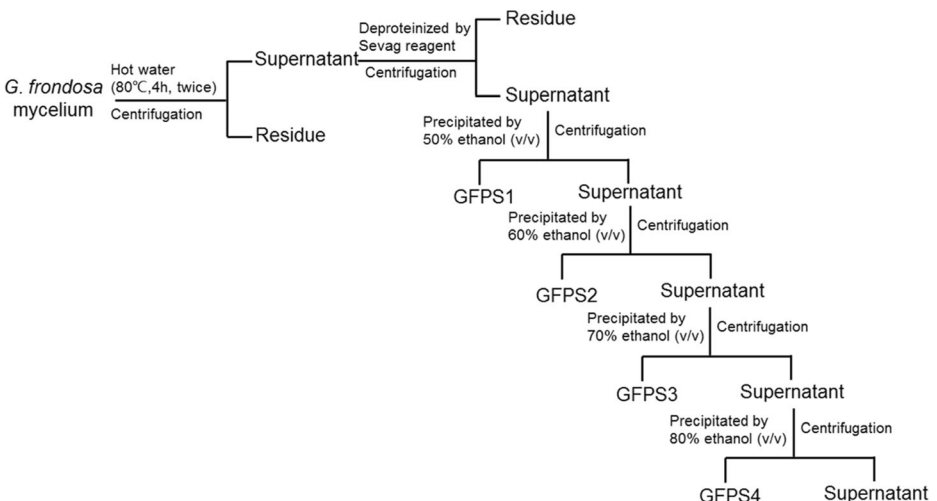 G. frondosa
mycelium
Hot water
(80℃,4h, twice)
Centrifugation
Supernatant
Residue
Deproteinized by
Sevag reagent
Centrifugation
Residue
Supernatant
Precipitated by
50% ethanol (v/v)
Centrifugation
GFPS1
Supernatant
Precipitated by
60% ethanol (v/v)
Centrifugation
GFPS2
Supernatant
Precipitated by
70% ethanol (v/v)
Centrifugation
GFPS3
Supernatant
Precipitated by
80% ethanol (v/v)
Centrifugation
GFPS4
Supernatant